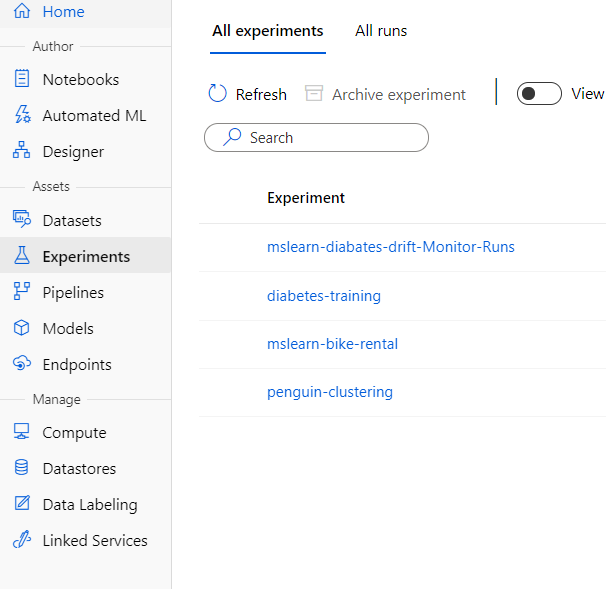 Home
Author
Notebooks
Automated ML
Designer
Assets
Datasets
Experiments
Pipelines
Models
Endpoints
Manage
Compute
Datastores
Data Labeling
Linked Services
All experiments All runs
Refresh Archive experiment View
Search
Experiment
mslearn-diabates-drift-Monitor-Runs
diabetes-training
mslearn-bike-rental
penguin-clustering